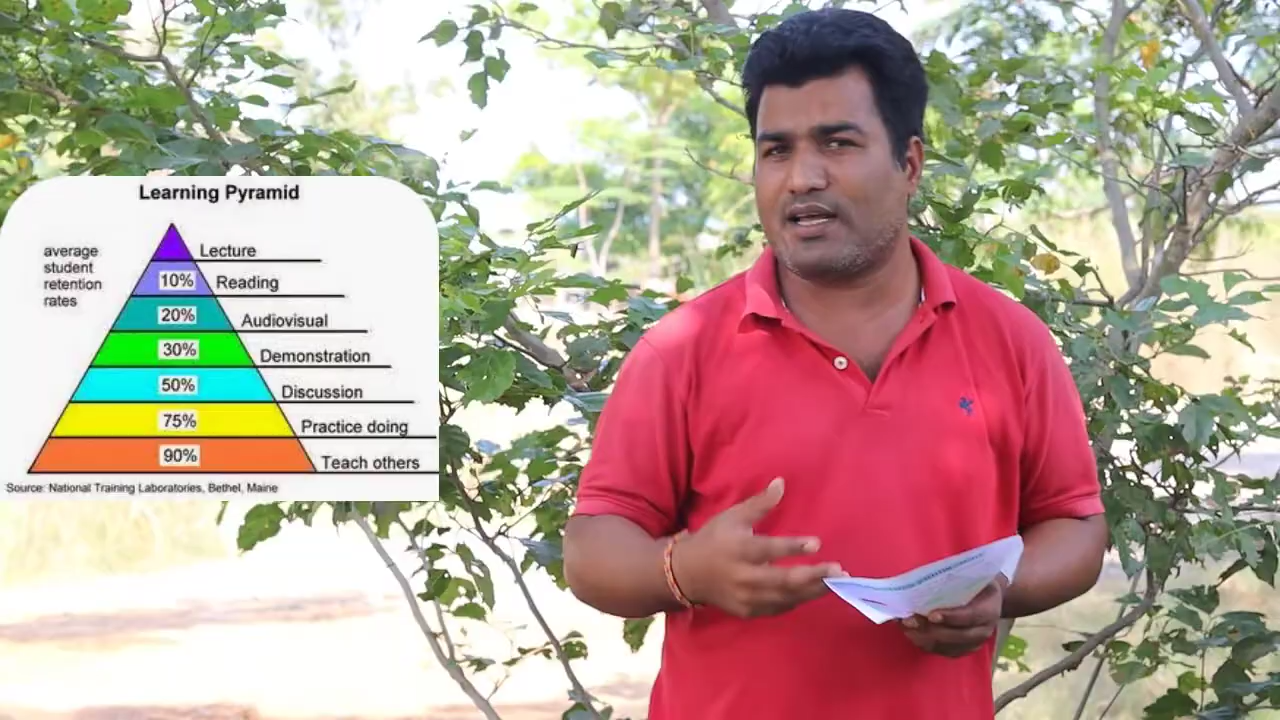 Learning Pyramid
average
student
retention
rates
Lecture
10% Reading
20% Audiovisual
30% Demonstration
50% Discussion
75% Practice doing
90% Teach others
Source: National Training Laboratories, Bethel, Maine